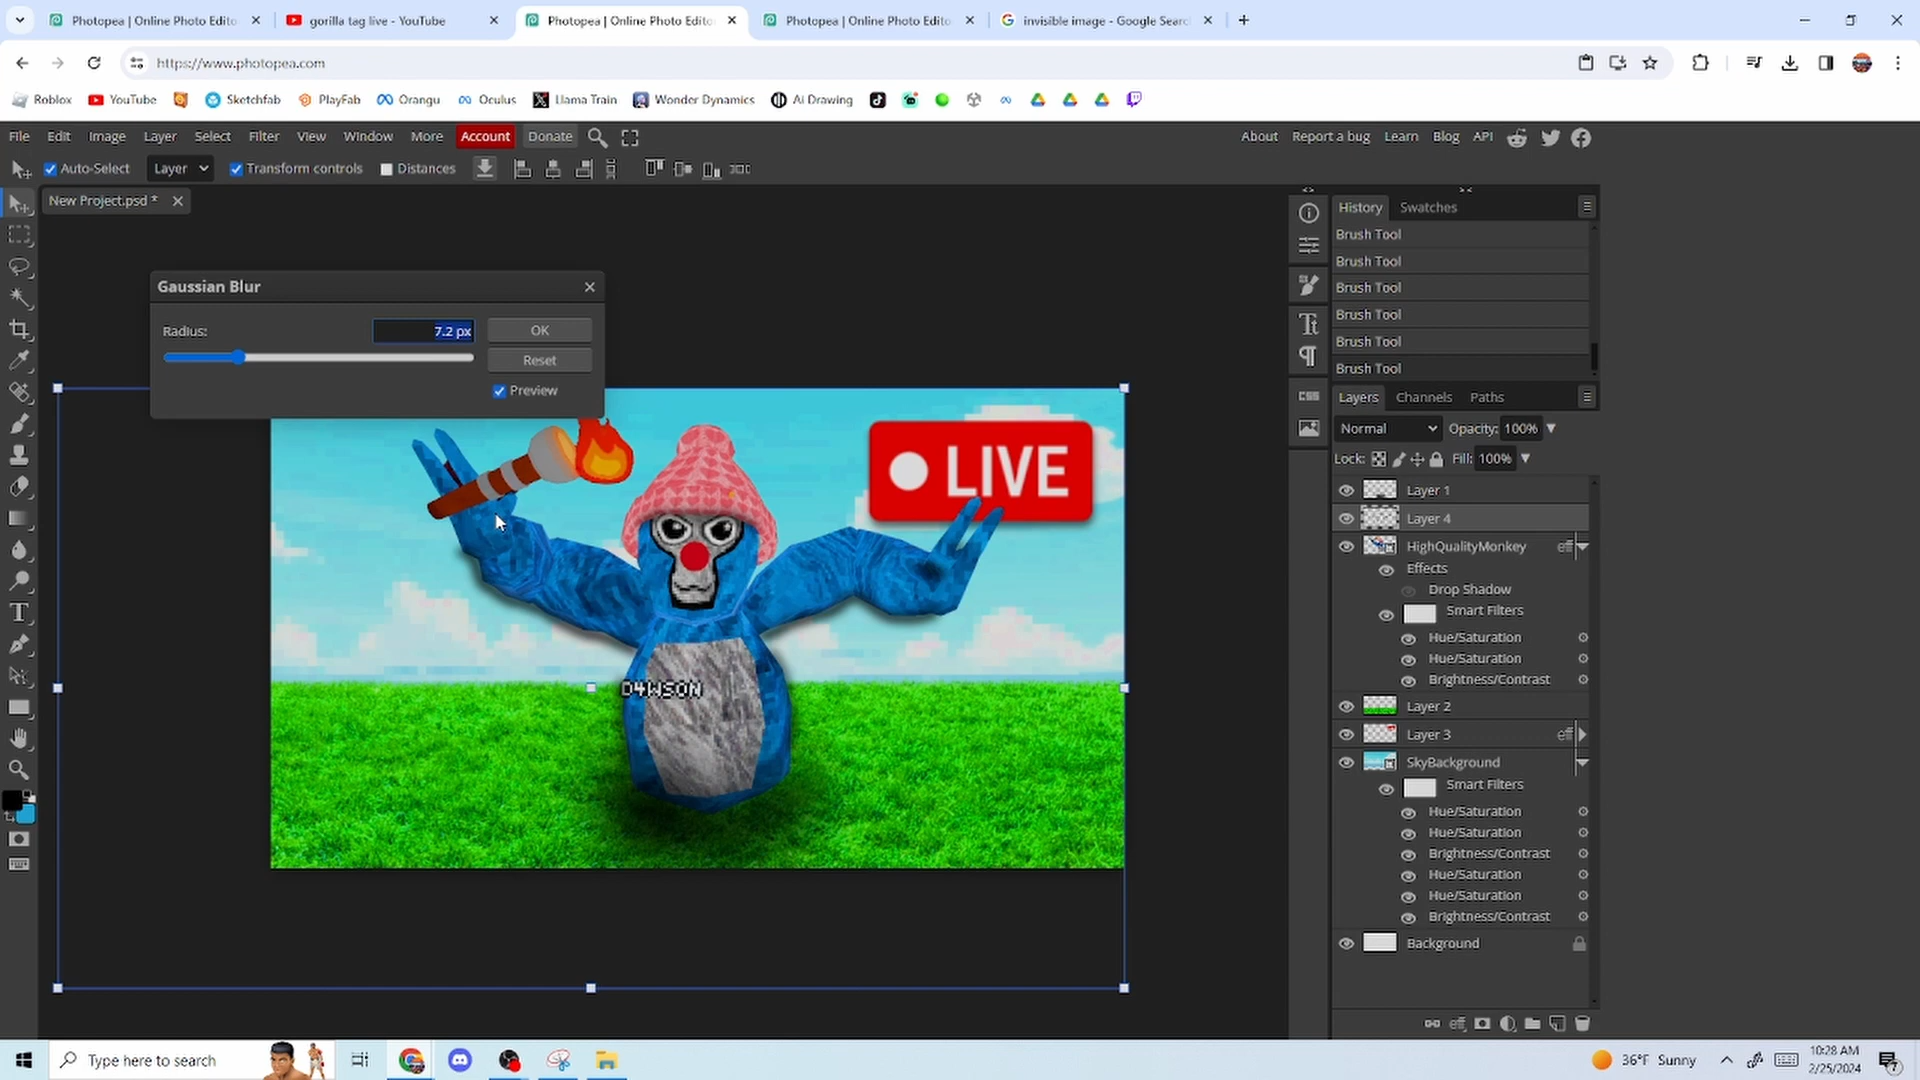 Photopea | Online Photo Edito
gorilla tag live - YouTube
Photopea | Online Photo Edito
Photopea | Online Photo Edito
invisible image - Google Searc
https://www.photopea.com
Roblox
YouTube
Sketchfab
PlayFab
Orangu
Oculus
Llama Train
Wonder Dynamics
AI Drawing
File Edit Image Layer Select Filter View Window More Account Donate
About Report a bug Learn Blog API
Auto-Select Layer Transform controls Distances
New Project.psd *
Gaussian Blur
Radius: 7.2 px OK
Reset
Preview
LIVE
D4WSON
History Swatches
Brush Tool
Brush Tool
Brush Tool
Brush Tool
Brush Tool
Brush Tool
Layers Channels Paths
Normal Opacity: 100%
Lock: Fill: 100%
Layer 1
Layer 4
HighQualityMonkey eff
Effects
Drop Shadow
Smart Filters
Hue/Saturation
Hue/Saturation
Brightness/Contrast
Layer 2
Layer 3 eff
SkyBackground
Smart Filters
Hue/Saturation
Hue/Saturation
Brightness/Contrast
Hue/Saturation
Hue/Saturation
Brightness/Contrast
Background
CSS
eff
Type here to search
36°F Sunny
10:28 AM
2/25/2024
7